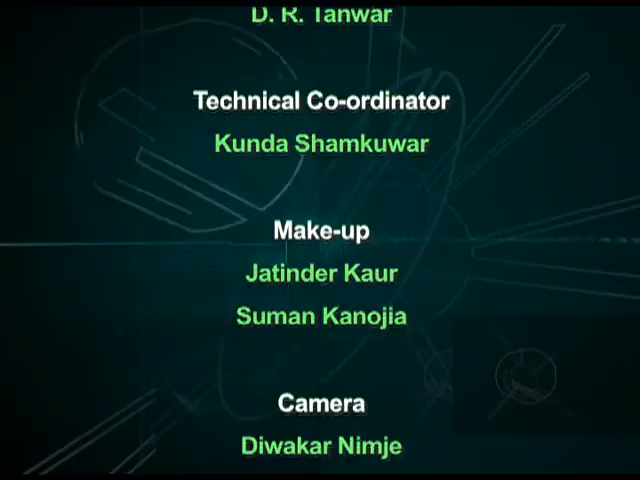 D. R. Tanwar
Technical Co-ordinator
Kunda Shamkuwar
Make-up
Jatinder Kaur
Suman Kanojia
Camera
Diwakar Nimje